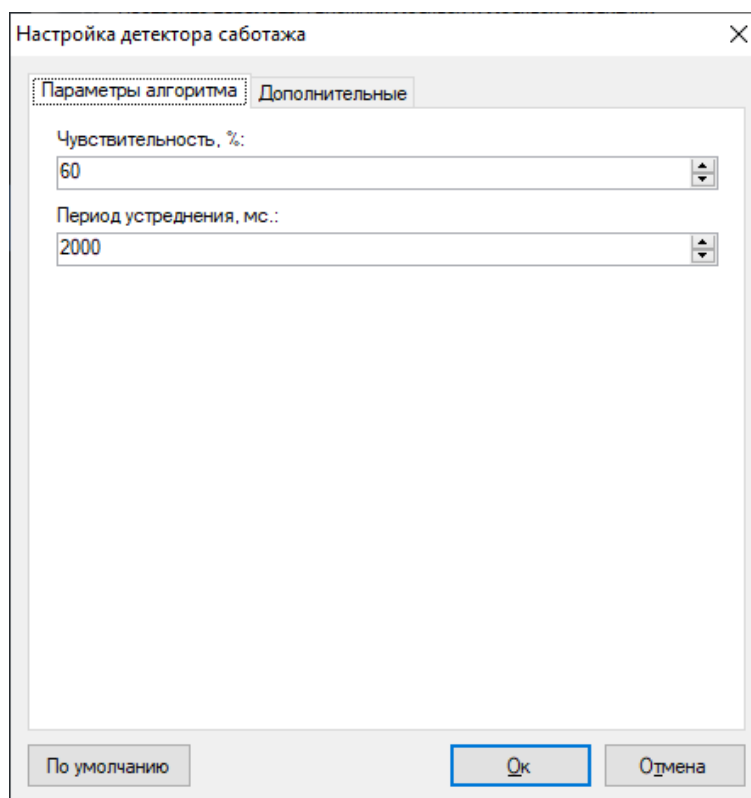 Настройка детектора саботажа
Параметры алгоритма Дополнительные
Чувствительность, %:
60
Период устреднения, мс.:
2000
По умолчанию Ок Отмена